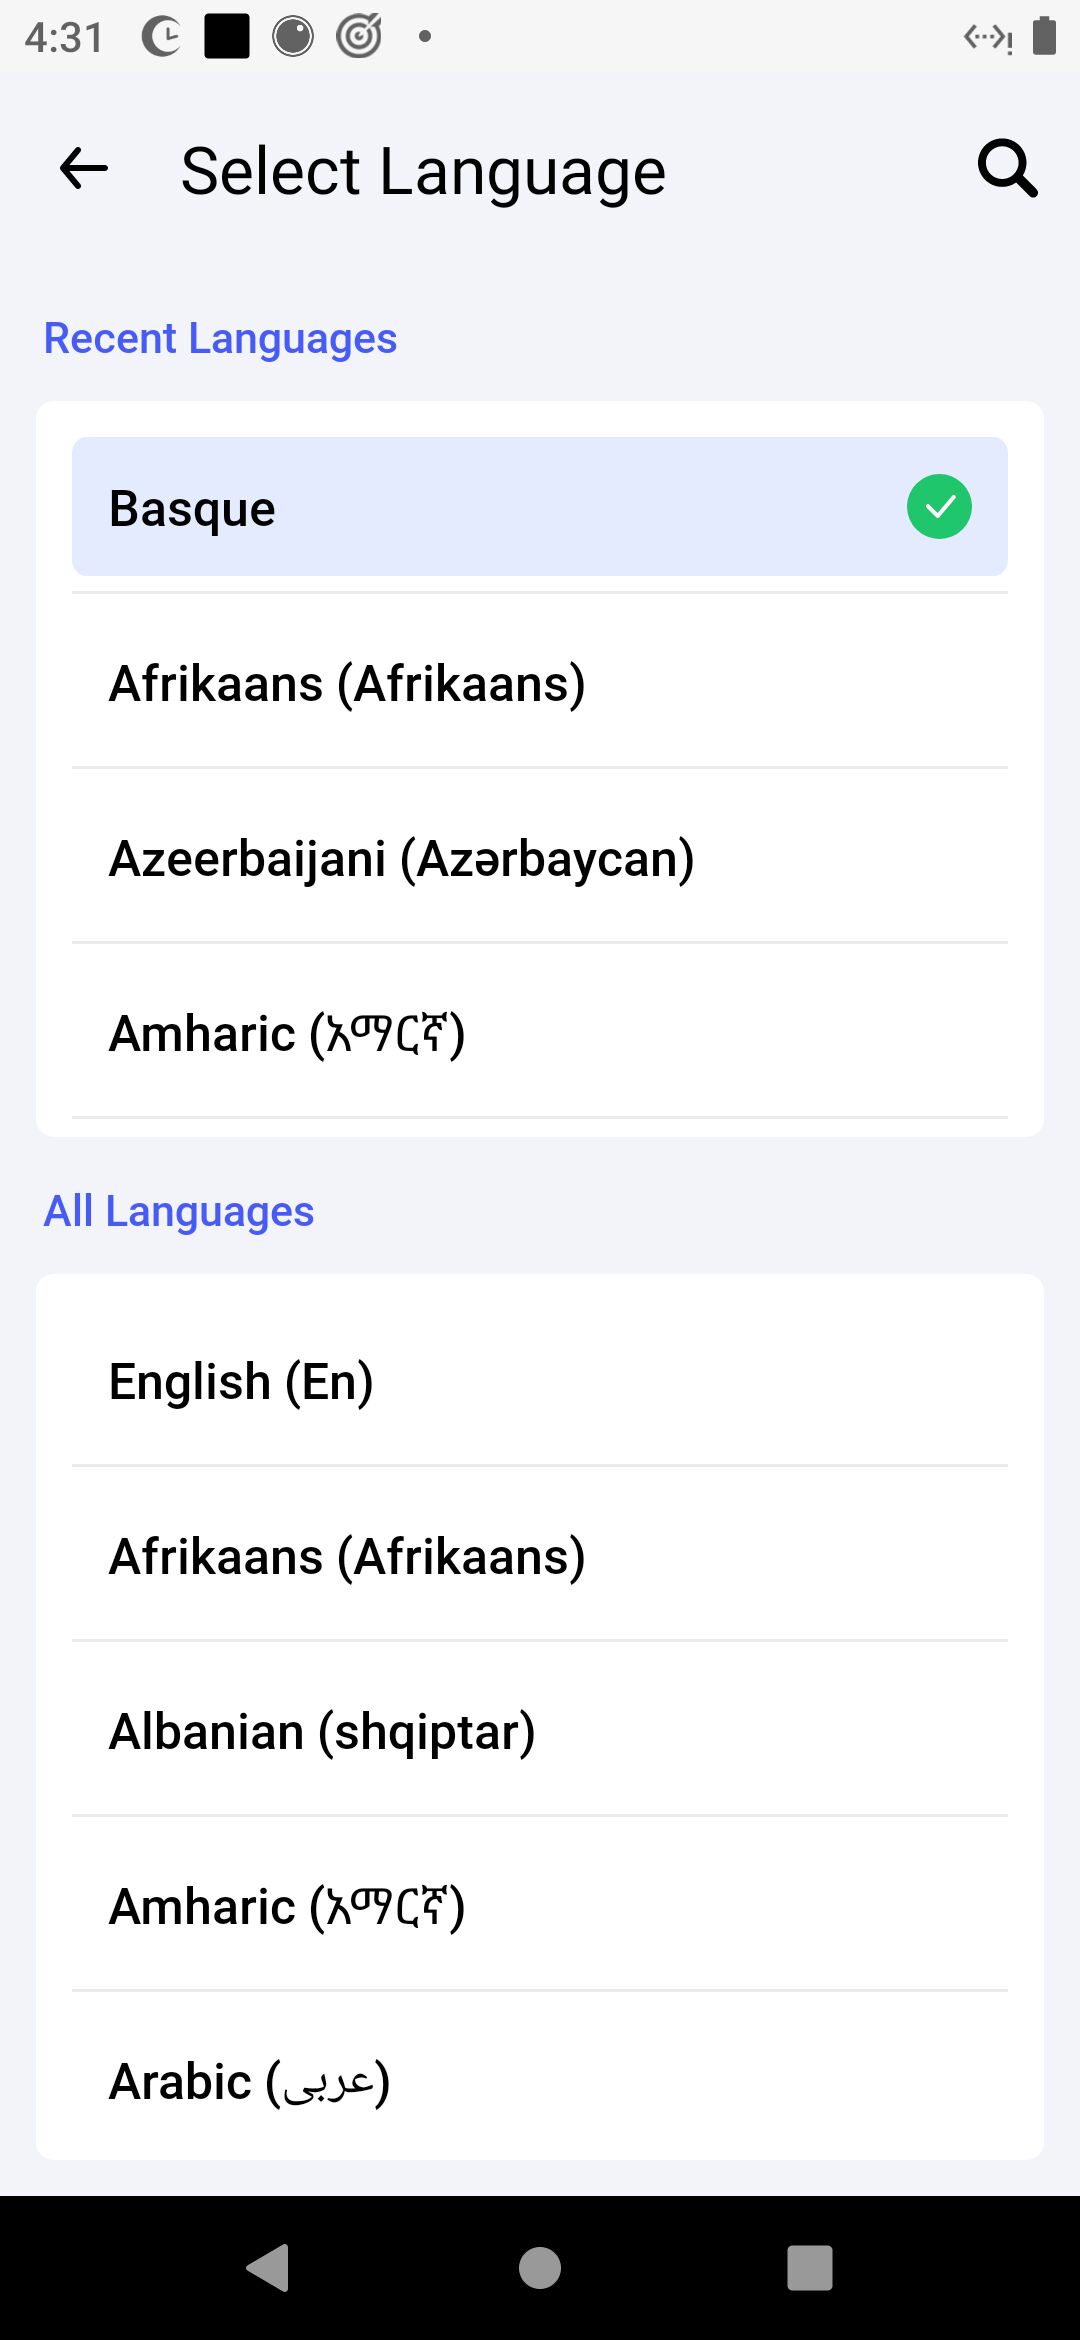 4:31
Select Language
Recent Languages
Basque
Afrikaans (Afrikaans)
Azeerbaijani (Azərbaycan)
Amharic (አማርኛ)
All Languages
English (En)
Afrikaans (Afrikaans)
Albanian (shqiptar)
Amharic (አማርኛ)
Arabic (عربی)